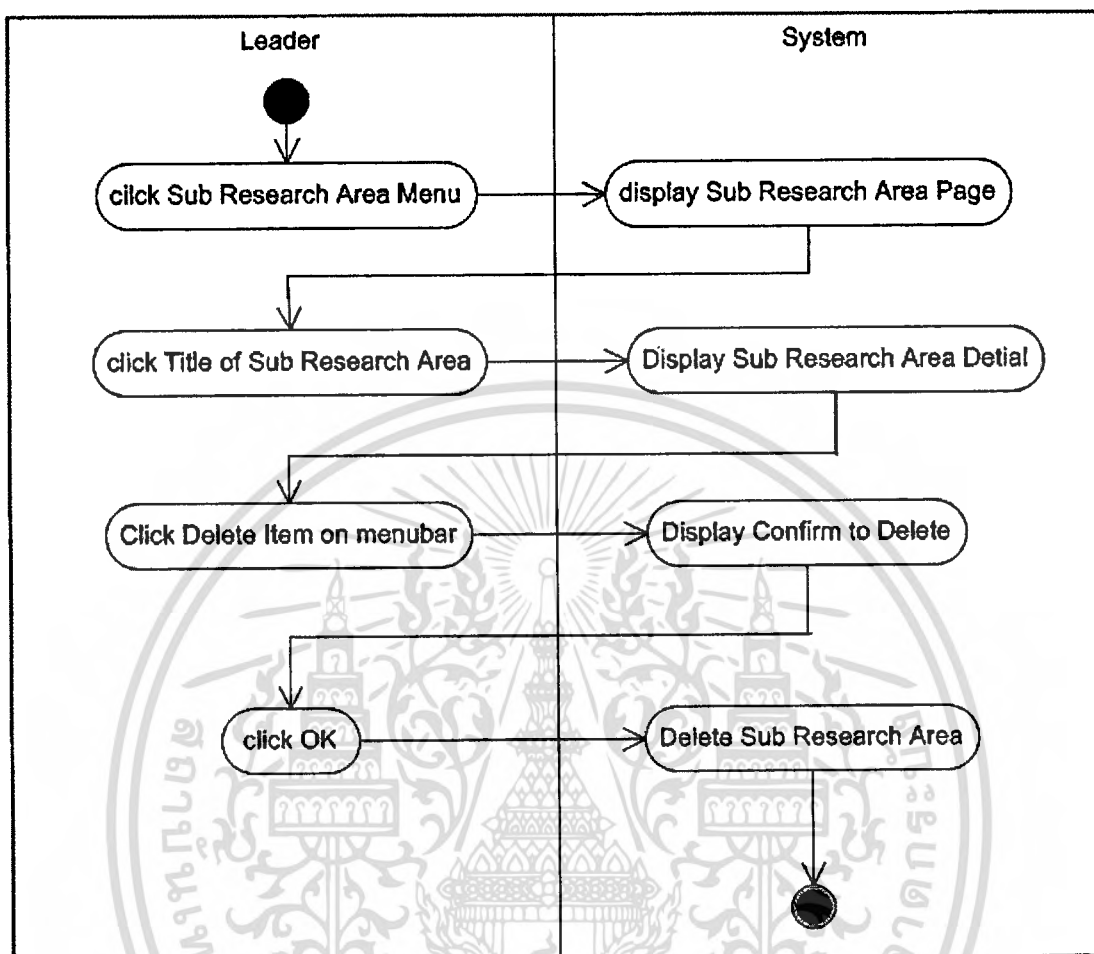 Leader
System
cilck Sub Research Area Menu
display Sub Research Area Page
click Title of Sub Research Area
Display Sub Research Area Detial
Click Delete Item on menubar
Display Confirm to Delete
click OK
Delete Sub Research Area